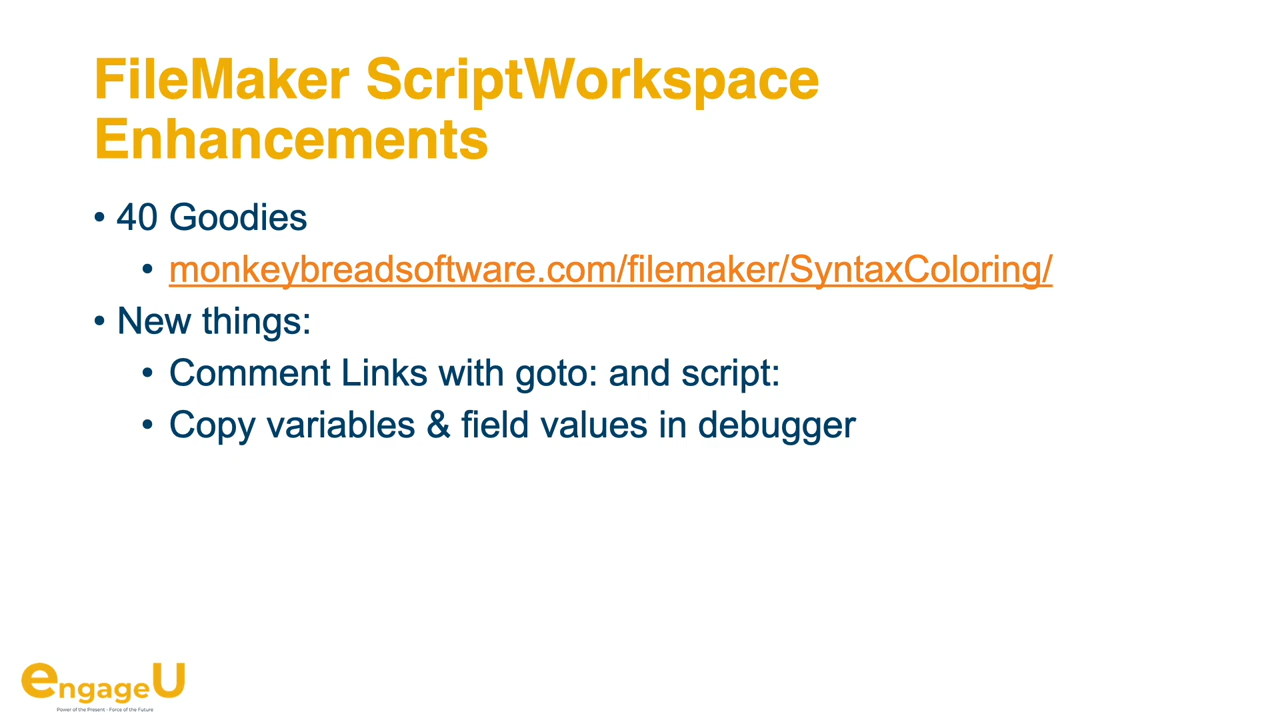 FileMaker ScriptWorkspace
Enhancements
• 40 Goodies
• monkeybreadsoftware.com/filemaker/SyntaxColoring/
• New things:
• Comment Links with goto: and script:
• Copy variables & field values in debugger
engageU
Power of the Present - Force of the Future